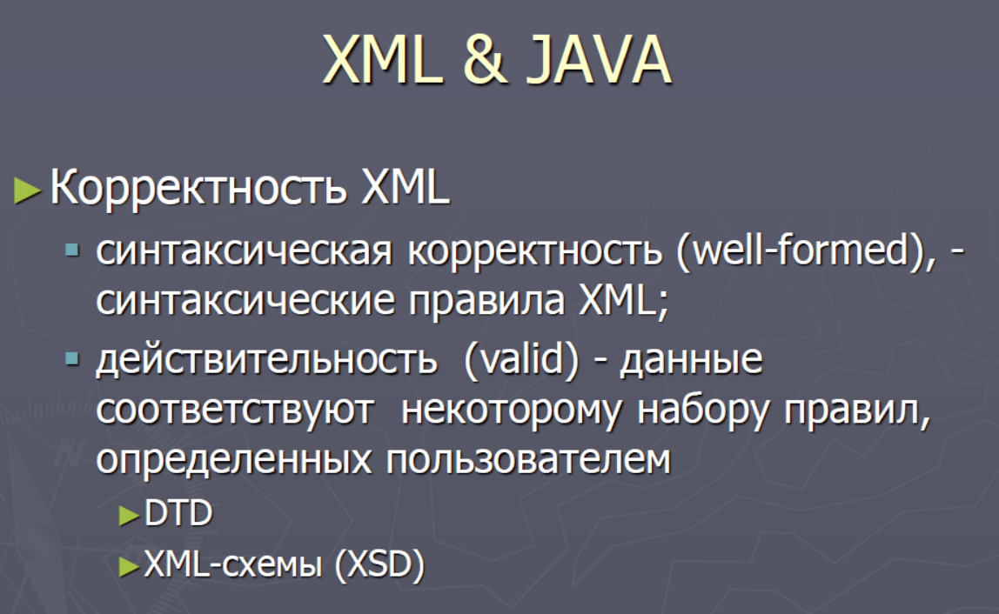 XML & JAVA
►Корректность XML
▪ синтаксическая корректность (well-formed), -
синтаксические правила XML;
▪ действительность (valid) - данные
соответствуют некоторому набору правил,
определенных пользователем
►DTD
►XML-схемы (XSD)
N